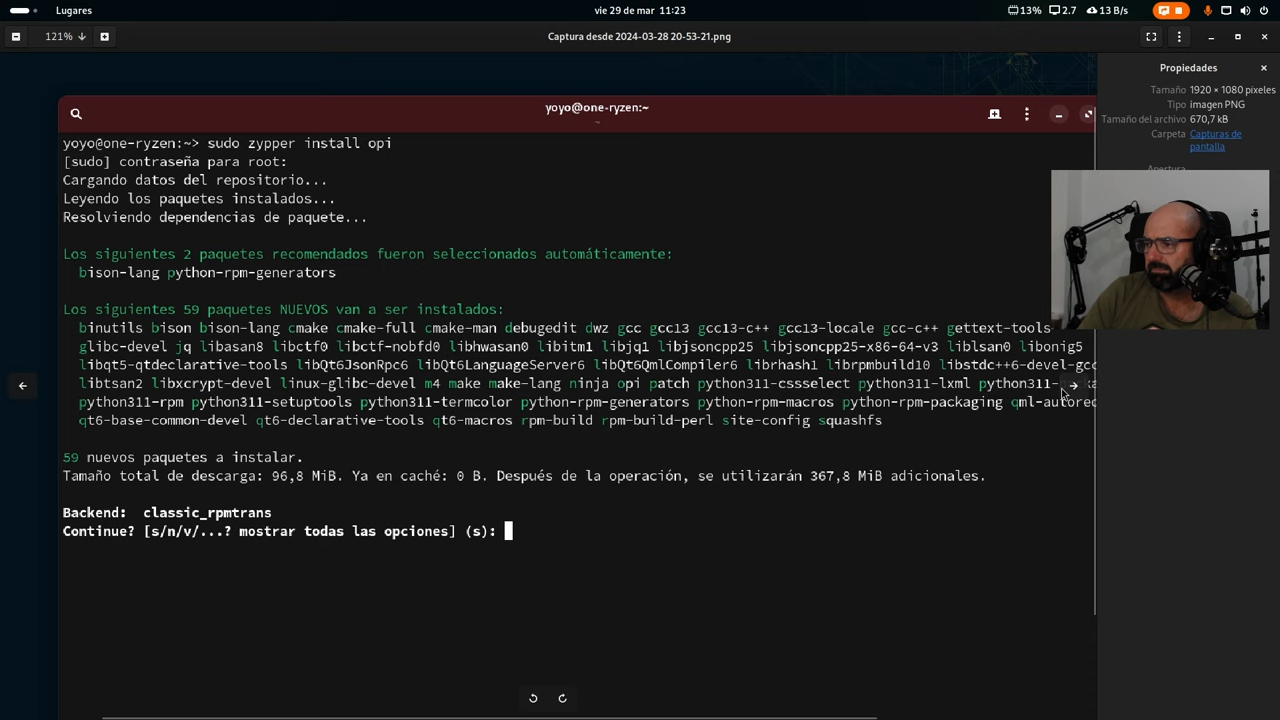 Lugares
vie 29 de mar 11:23
13% 2.7 13 B/s
121%
Captura desde 2024-03-28 20-53-21.png
Propiedades
Tamaño 1920 × 1080 píxeles
Tipo imagen PNG
Tamaño del archivo 670,7 kB
Carpeta Capturas de pantalla
Apertura
yoyo@one-ryzen:~
~
yoyo@one-ryzen:~> sudo zypper install opi
[sudo] contraseña para root:
Cargando datos del repositorio...
Leyendo los paquetes instalados...
Resolviendo dependencias de paquete...
Los siguientes 2 paquetes recomendados fueron seleccionados automáticamente:
bison-lang python-rpm-generators
Los siguientes 59 paquetes NUEVOS van a ser instalados:
binutils bison bison-lang cmake cmake-full cmake-man debugedit dwz gcc gcc13 gcc13-c++ gcc13-locale gcc-c++ gettext-tools
glibc-devel jq libasan8 libctf0 libctf-nobfd0 libhwasan0 libitm1 libjq1 libjsoncpp25 libjsoncpp25-x86-64-v3 liblsan0 libonig5
libqt5-qtdeclarative-tools libQt6JsonRpc6 libQt6LanguageServer6 libQt6QmlCompiler6 librhash1 librpmbuild10 libstdc++6-devel-gcc
libtsan2 libxcrypt-devel linux-glibc-devel m4 make make-lang ninja opi patch python311-cssselect python311-lxml python311-
python311-rpm python311-setuptools python311-termcolor python-rpm-generators python-rpm-macros python-rpm-packaging qml-autoreq
qt6-base-common-devel qt6-declarative-tools qt6-macros rpm-build rpm-build-perl site-config squashfs
59 nuevos paquetes a instalar.
Tamaño total de descarga: 96,8 MiB. Ya en caché: 0 B. Después de la operación, se utilizarán 367,8 MiB adicionales.
Backend: classic_rpmtrans
Continue? [s/n/v/...? mostrar todas las opciones] (s):